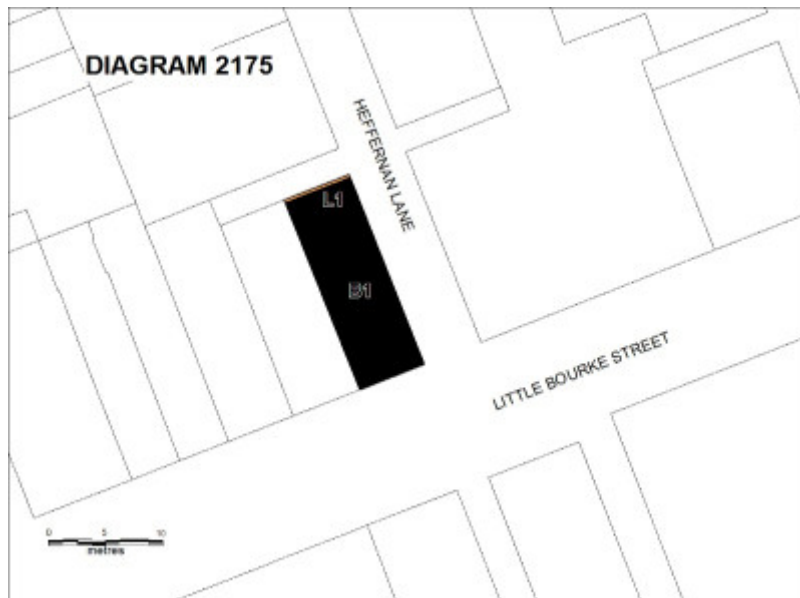 DIAGRAM 2175
HEFFERNAN LANE
L1
B1
LITTLE BOURKE STREET
0 5 10
metres